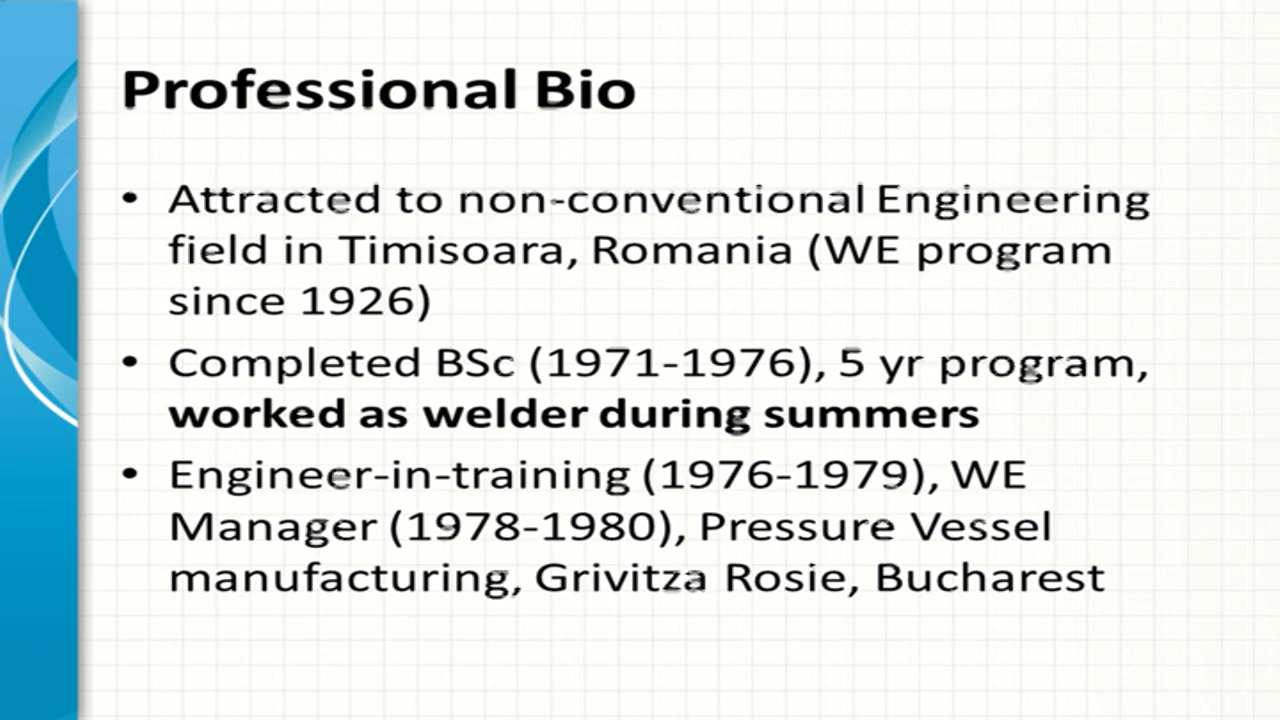 Professional Bio
• Attracted to non-conventional Engineering
field in Timisoara, Romania (WE program
since 1926)
• Completed BSc (1971-1976), 5 yr program,
worked as welder during summers
• Engineer-in-training (1976-1979), WE
Manager (1978-1980), Pressure Vessel
manufacturing, Grivitza Rosie, Bucharest